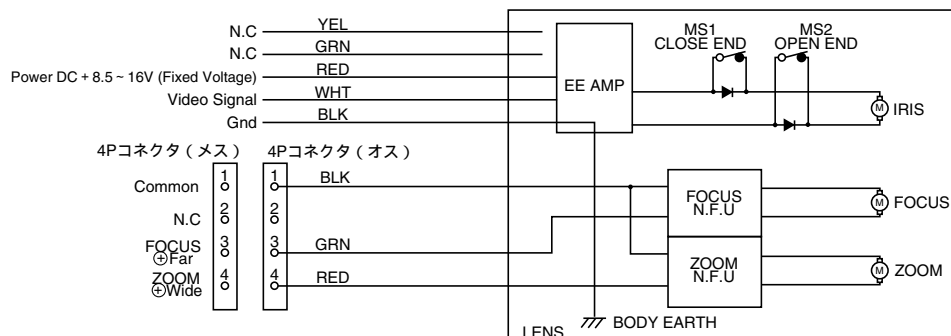 N.C YEL
N.C GRN
Power DC + 8.5 ~ 16V (Fixed Voltage) RED
Video Signal WHT
Gnd BLK
EE AMP
MS1
CLOSE END
MS2
OPEN END
M IRIS
4Pコネクタ(メス) 4Pコネクタ(オス)
Common 1 1 BLK
N.C 2 2
FOCUS
⊕Far 3 3 GRN
ZOOM
⊕Wide 4 4 RED
FOCUS
N.F.U
M FOCUS
ZOOM
N.F.U
M ZOOM
LENS BODY EARTH